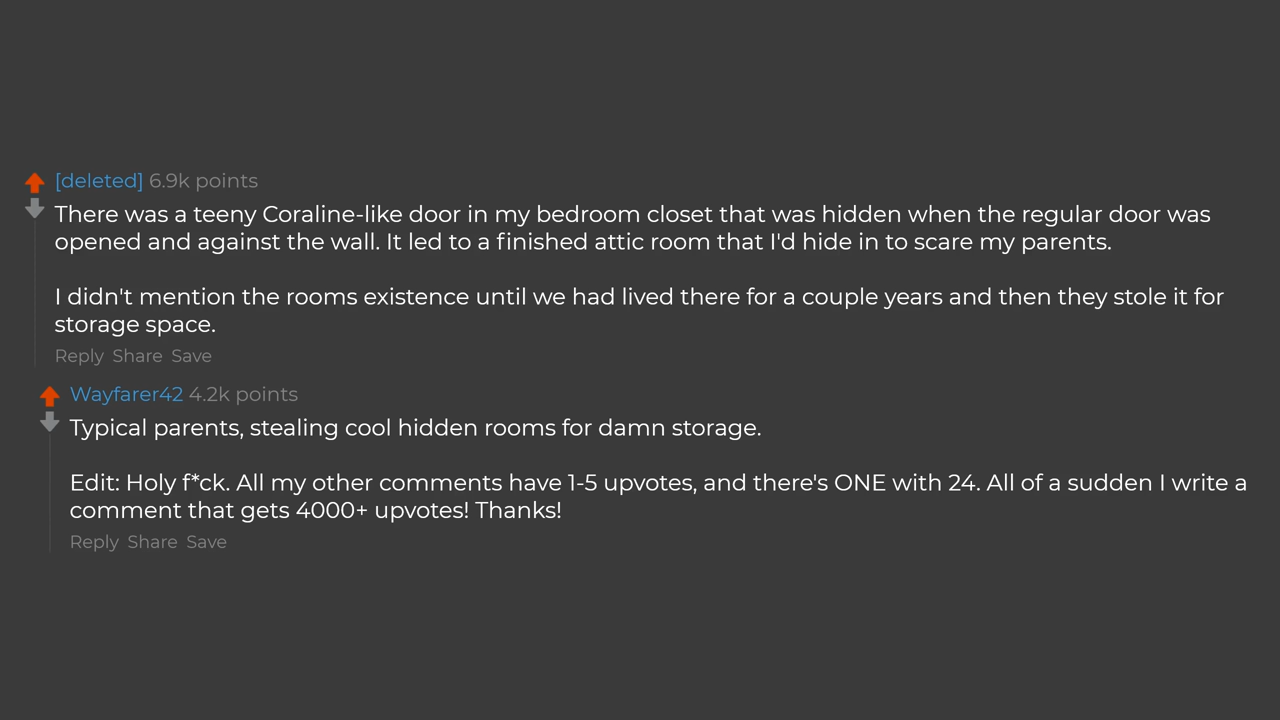 [deleted] 6.9k points
There was a teeny Coraline-like door in my bedroom closet that was hidden when the regular door was
opened and against the wall. It led to a finished attic room that I'd hide in to scare my parents.
I didn't mention the rooms existence until we had lived there for a couple years and then they stole it for
storage space.
Reply Share Save
Wayfarer42 4.2k points
Typical parents, stealing cool hidden rooms for damn storage.
Edit: Holy f*ck. All my other comments have 1-5 upvotes, and there's ONE with 24. All of a sudden I write a
comment that gets 4000+ upvotes! Thanks!
Reply Share Save